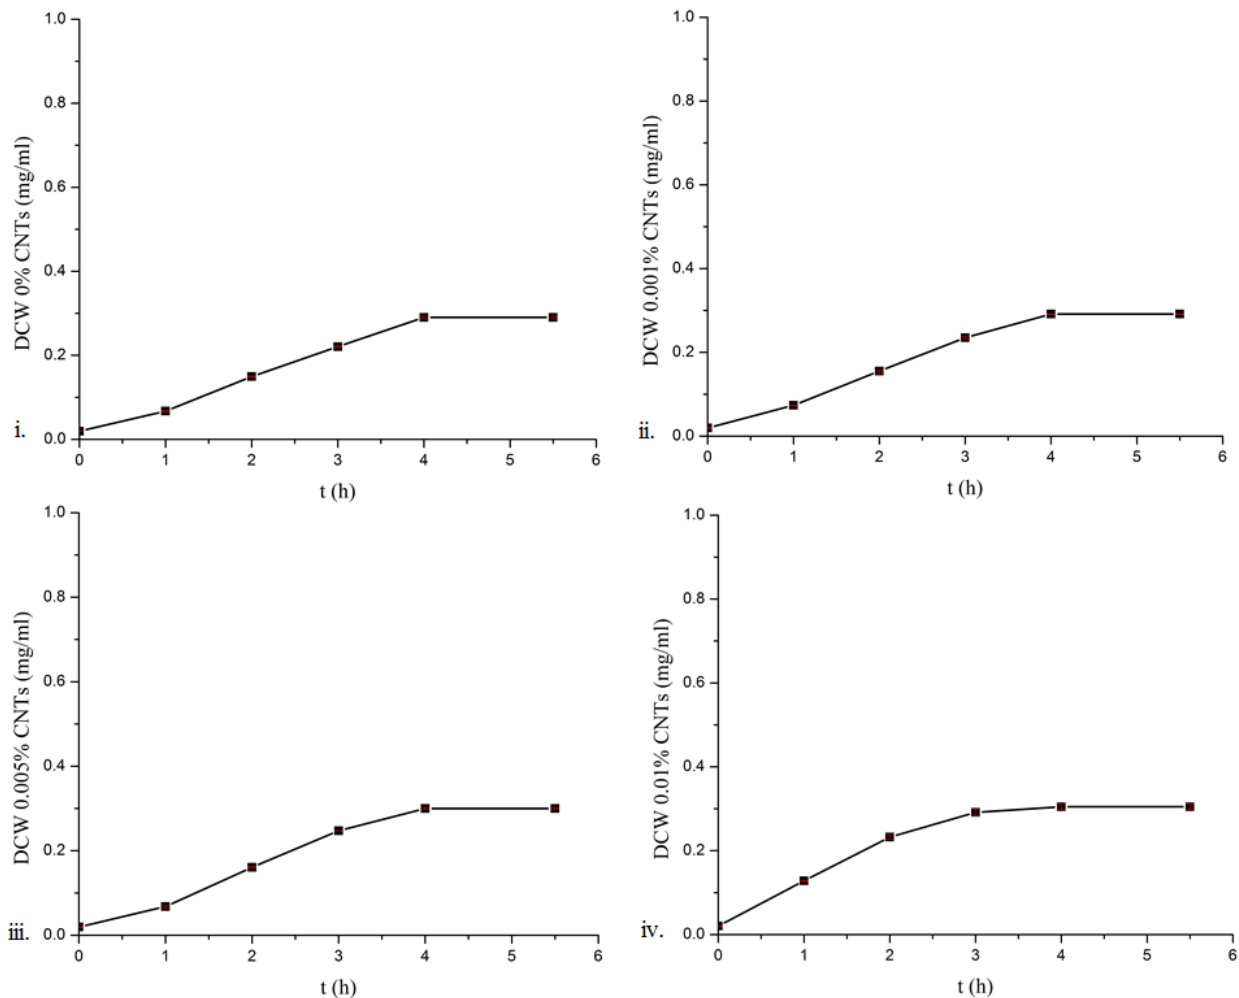 DCW 0% CNTs (mg/ml)
1.0
0.8
0.6
0.4
0.2
0.0
i.
0 1 2 3 4 5 6
t (h)
DCW 0.001% CNTs (mg/ml)
1.0
0.8
0.6
0.4
0.2
0.0
ii.
0 1 2 3 4 5 6
t (h)
DCW 0.005% CNTs (mg/ml)
1.0
0.8
0.6
0.4
0.2
0.0
iii.
0 1 2 3 4 5 6
t (h)
DCW 0.01% CNTs (mg/ml)
1.0
0.8
0.6
0.4
0.2
0.0
iv.
0 1 2 3 4 5 6
t (h)